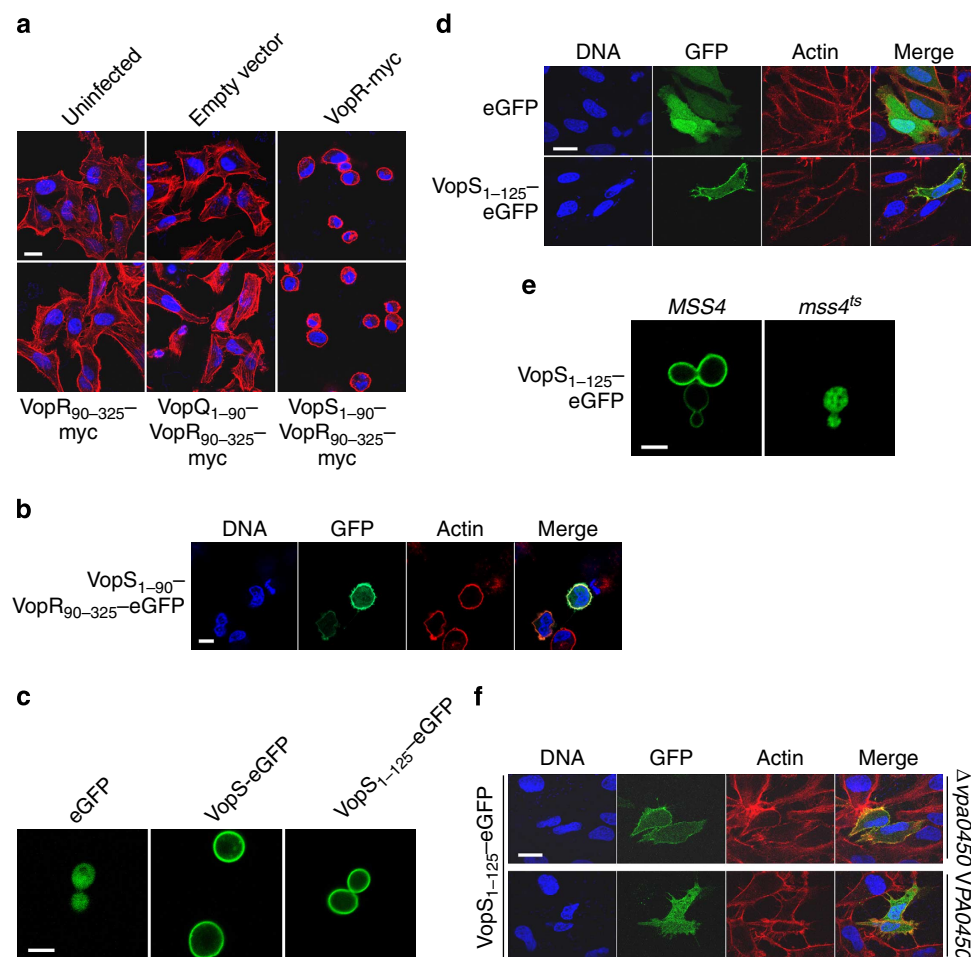 a
Uninfected
Empty vector
VopR-myc
VopR90–325–
myc
VopQ1–90–
VopR90–325–
myc
VopS1–90–
VopR90–325–
myc
b
DNA GFP Actin Merge
VopS1–90–
VopR90–325–eGFP
c
eGFP
VopS-eGFP
VopS1–125–eGFP
d
DNA GFP Actin Merge
eGFP
VopS1–125–
eGFP
e
MSS4 mss4ts
VopS1–125–
eGFP
f
DNA GFP Actin Merge
VopS1–125–eGFP
Δvpa0450
VPA0450